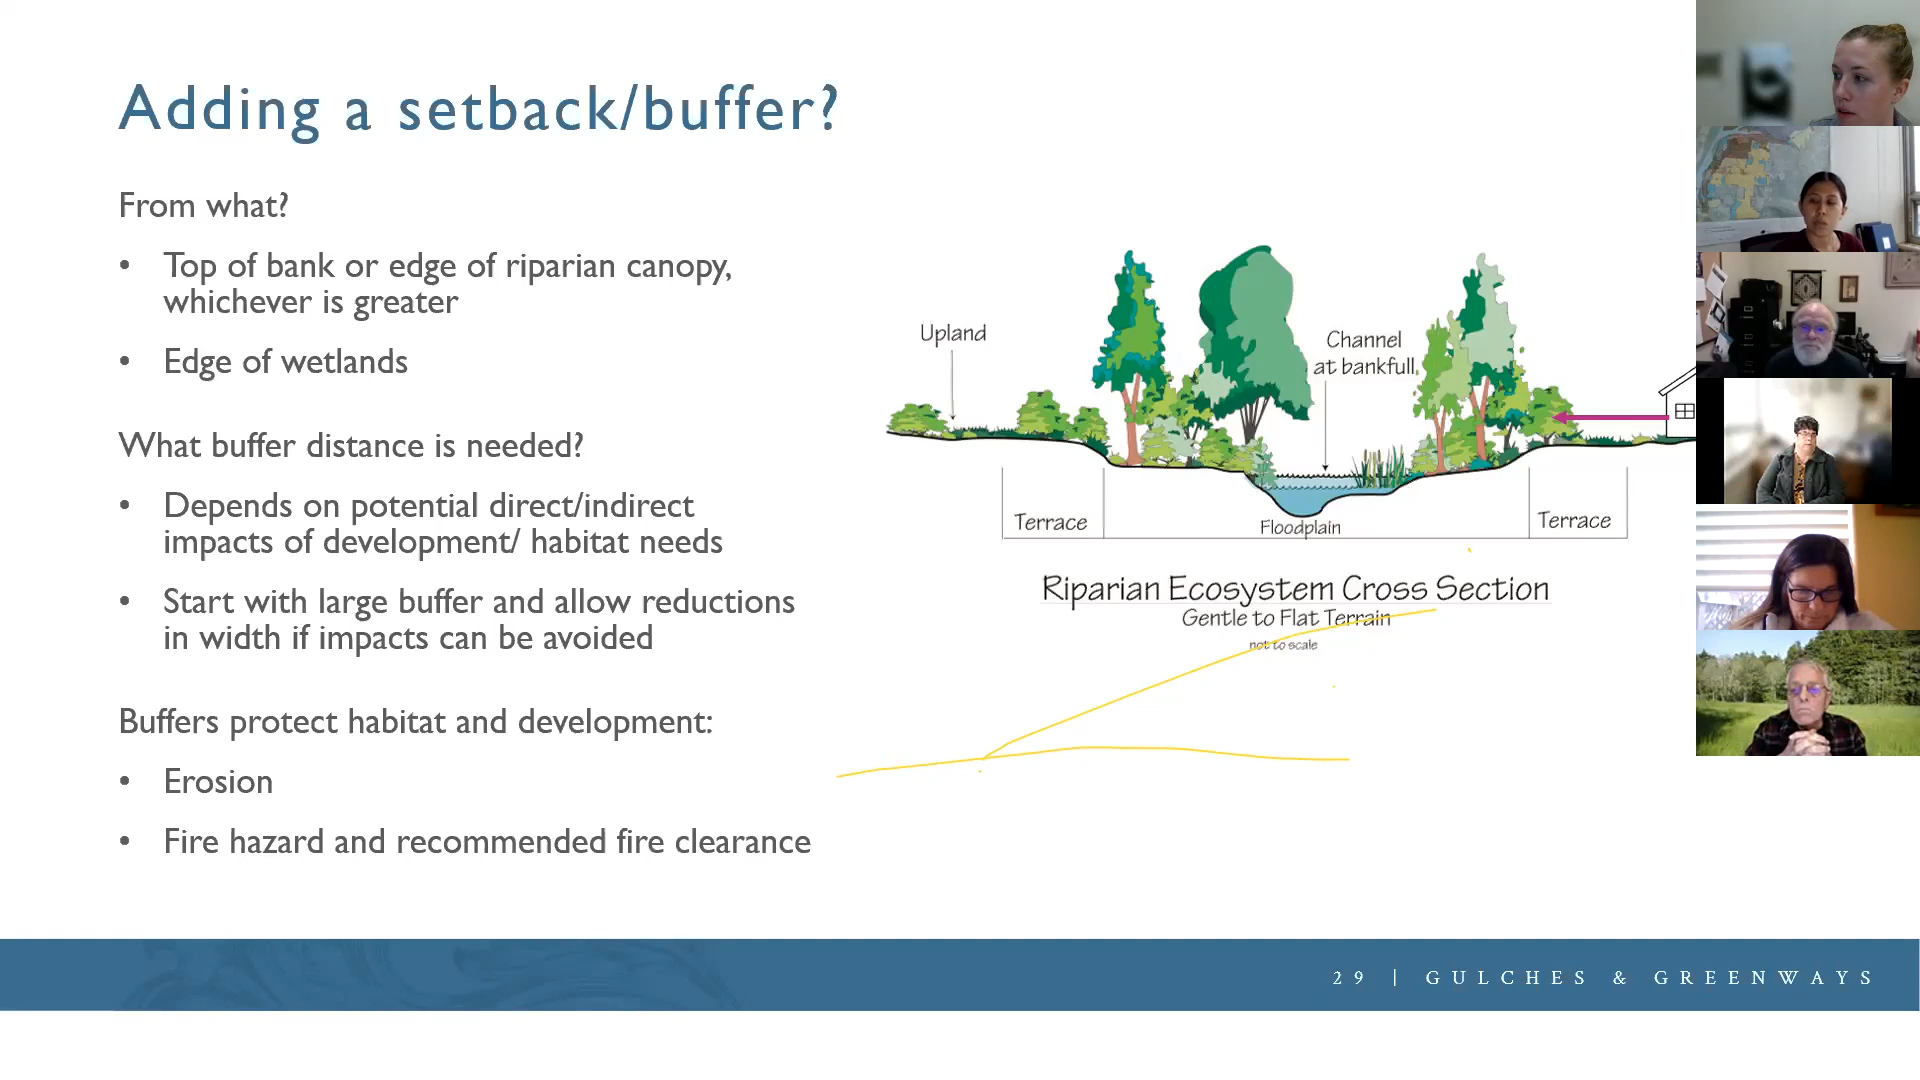 Adding a setback/buffer?
From what?
• Top of bank or edge of riparian canopy,
whichever is greater
• Edge of wetlands
What buffer distance is needed?
• Depends on potential direct/indirect
impacts of development/ habitat needs
• Start with large buffer and allow reductions
in width if impacts can be avoided
Buffers protect habitat and development:
• Erosion
• Fire hazard and recommended fire clearance
Upland
Channel
at bankfull
Terrace
Floodplain
Terrace
Riparian Ecosystem Cross Section
Gentle to Flat Terrain
not to scale
29 | GULCHES & GREENWAYS